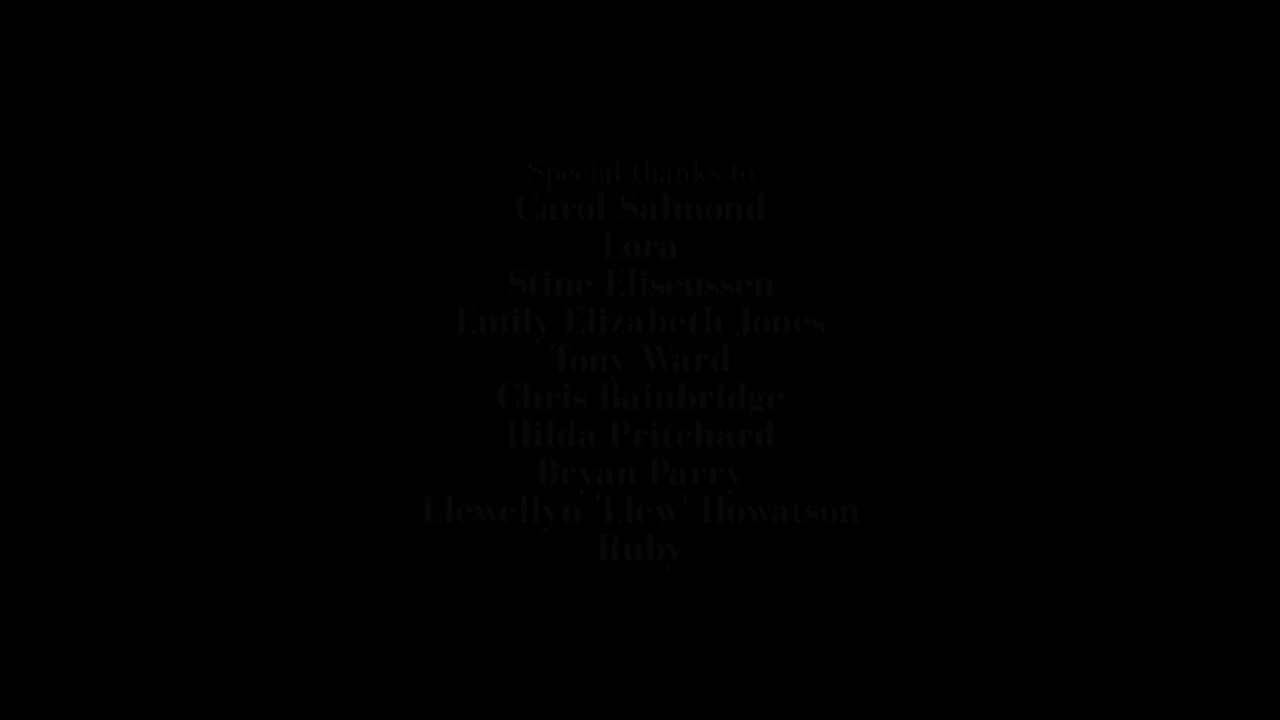 Special thanks to
Carol Salmond
Lora
Stine Eliseussen
Emily Elizabeth Jones
Tony Ward
Chris Bainbridge
Hilda Pritchard
Bryan Parry
Llewellyn 'Llew' Howatson
Ruby